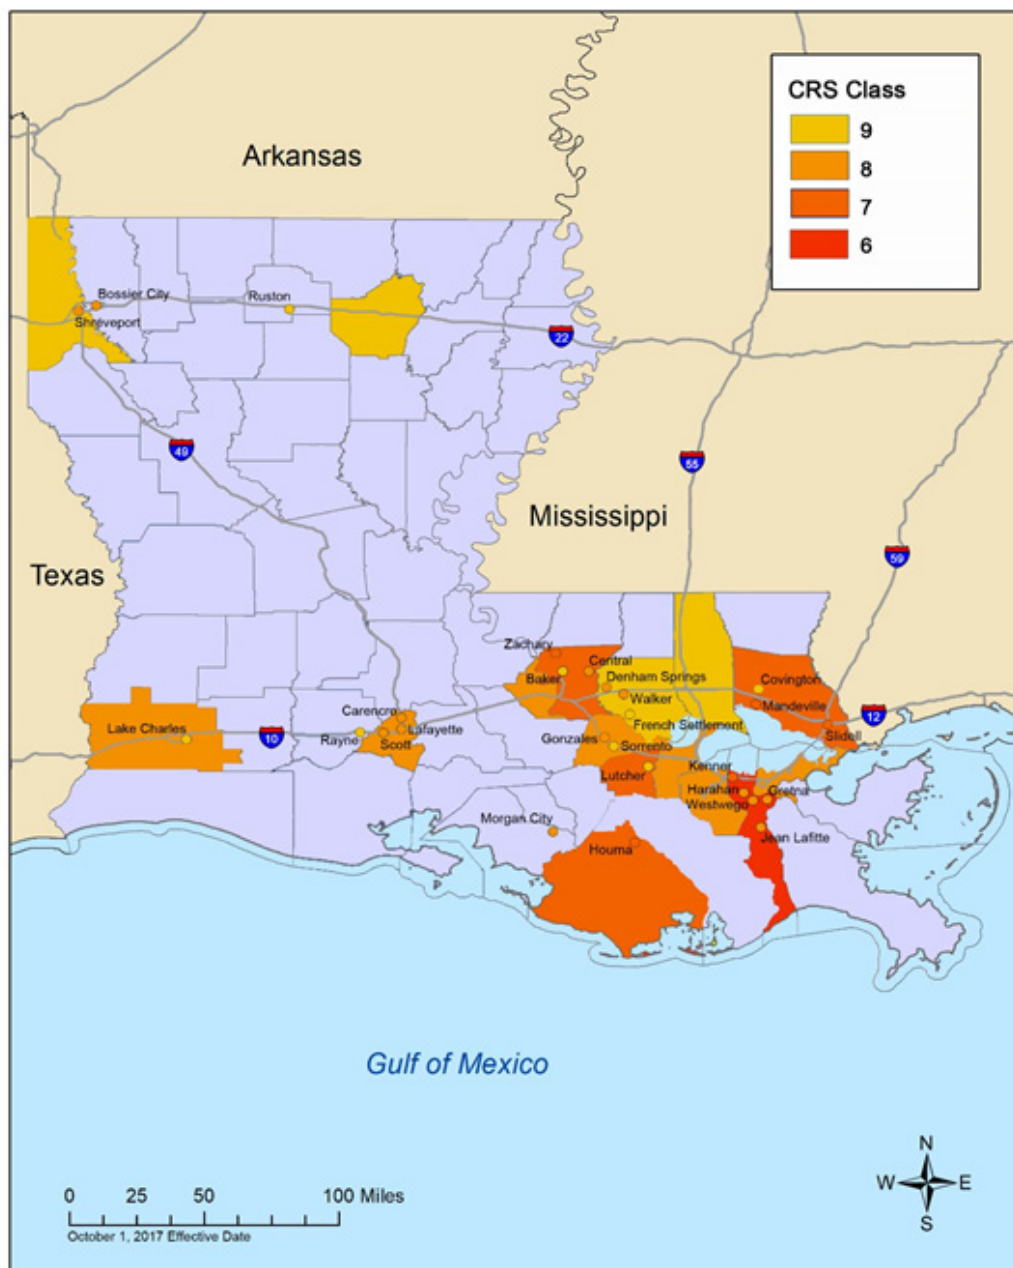 CRS Class
9
8
7
6
Arkansas
Bossier City
Ruston
Shreveport
22
49
55
Mississippi
59
Texas
Zachary
Central
Baker
Denham Springs
Covington
Walker
Mandeville
12
Carencro
Lake Charles
10
Rayne
Lafayette
Scott
Gonzales
French Settlement
Sorrento
Slidell
Lutcher
Kenner
Harahan
Gretna
Westwego
Morgan City
Jean Lafitte
Houma
Gulf of Mexico
N
W E
S
0 25 50 100 Miles
October 1, 2017 Effective Date